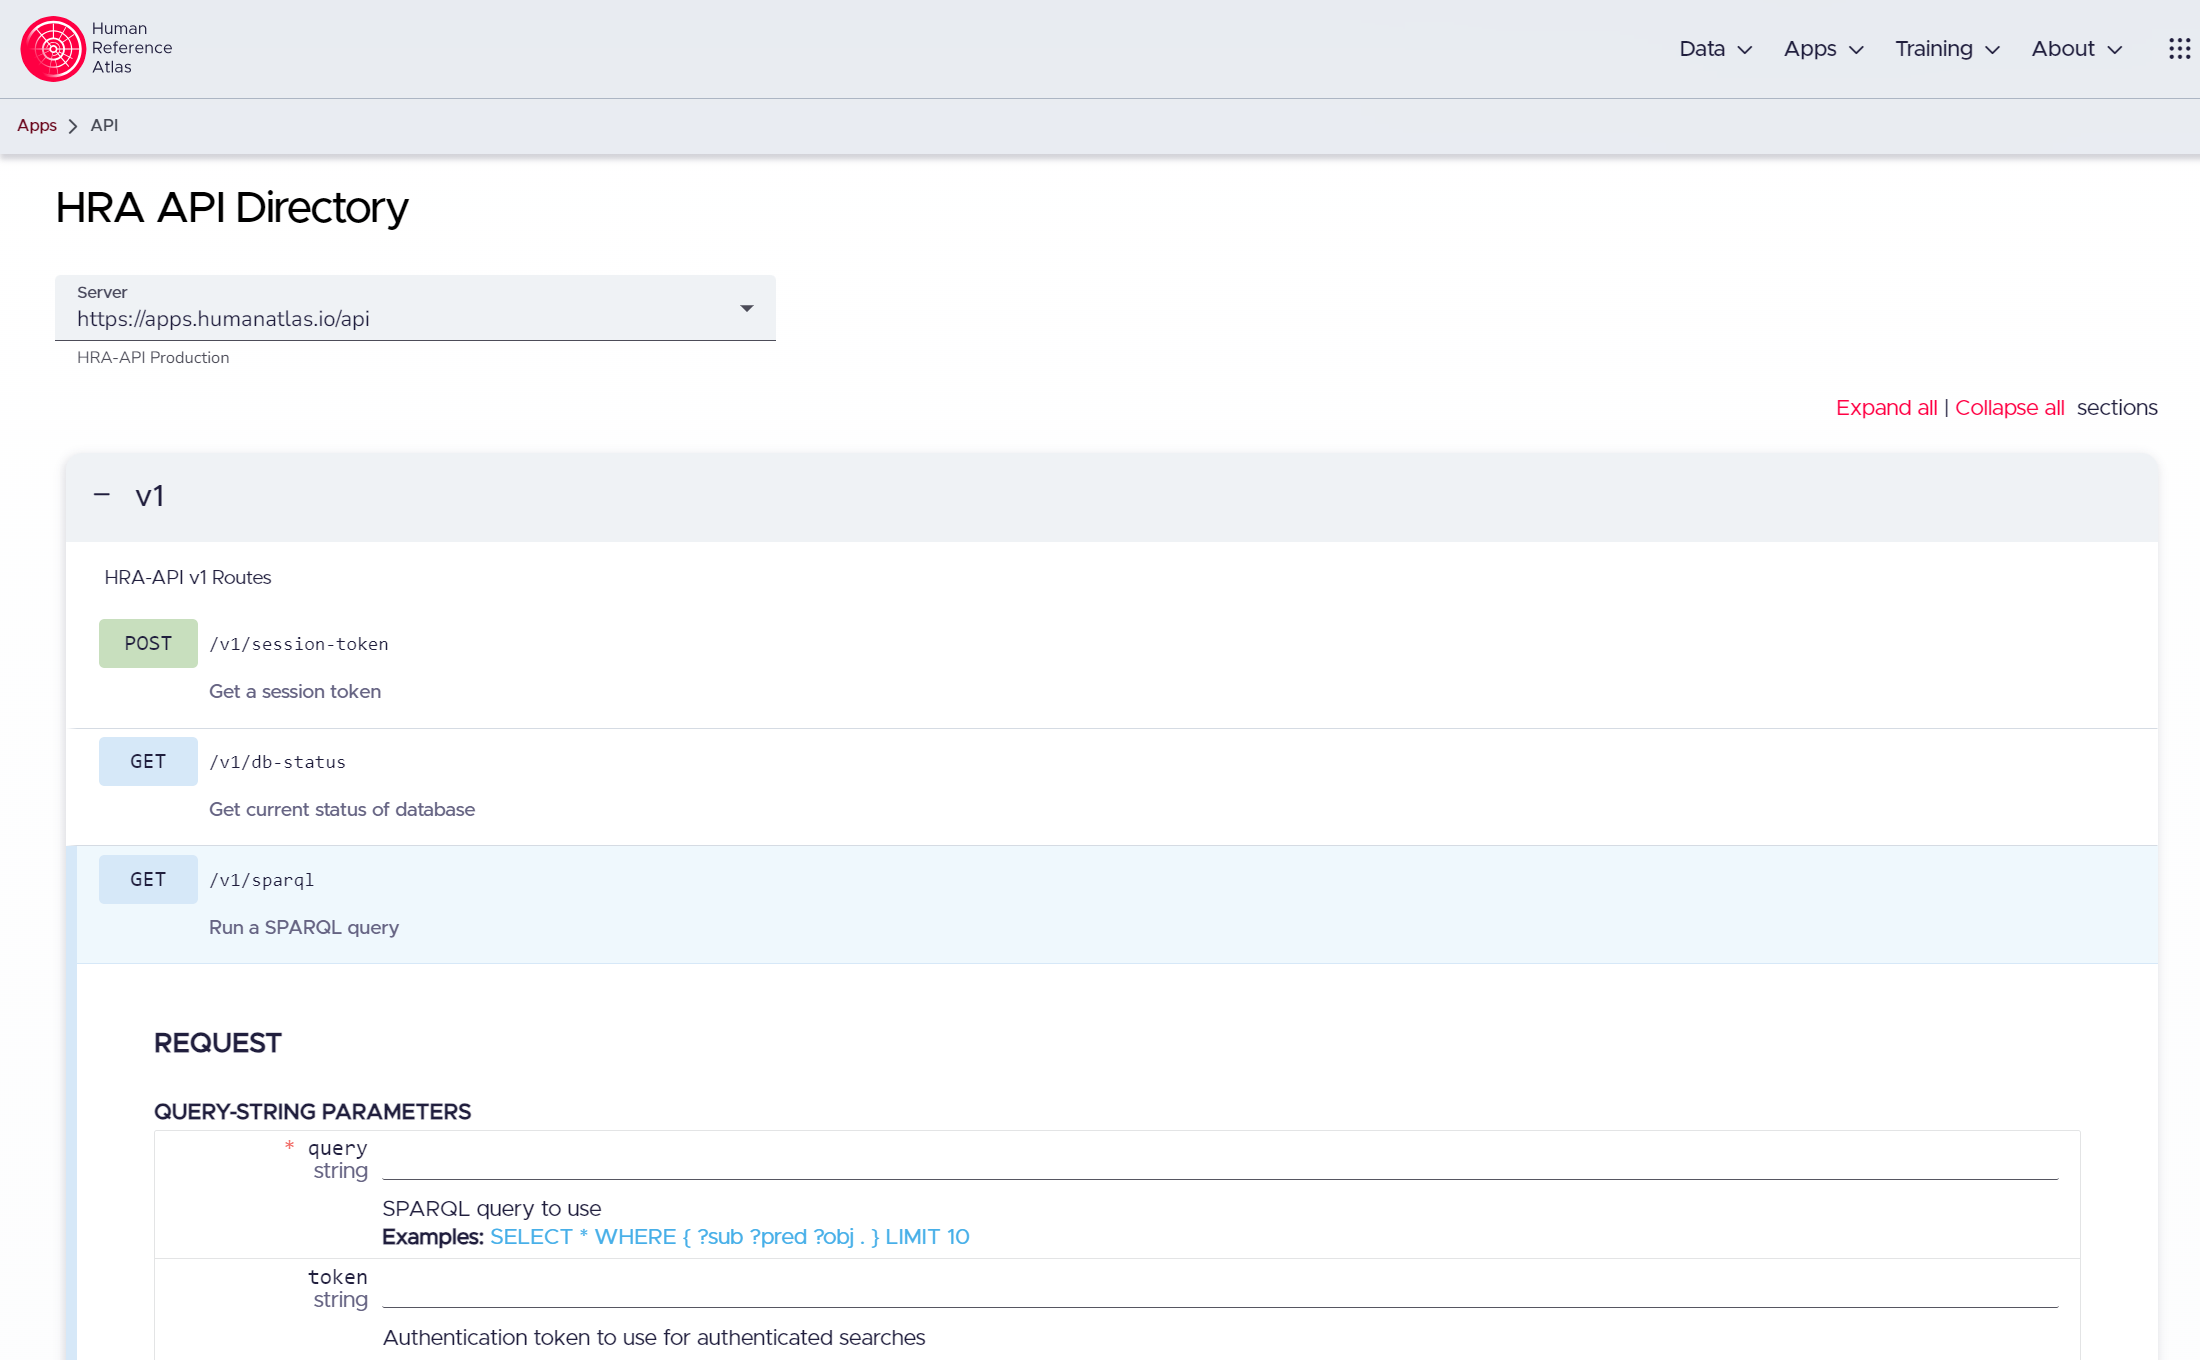 Human
Reference
Atlas
Data
Apps
Training
About
Apps > API
HRA API Directory
Server
https://apps.humanatlas.io/api
HRA-API Production
Expand all | Collapse all sections
− v1
HRA-API v1 Routes
POST /v1/session-token
Get a session token
GET /v1/db-status
Get current status of database
GET /v1/sparql
Run a SPARQL query
REQUEST
QUERY-STRING PARAMETERS
* query
string
SPARQL query to use
Examples: SELECT * WHERE { ?sub ?pred ?obj . } LIMIT 10
token
string
Authentication token to use for authenticated searches